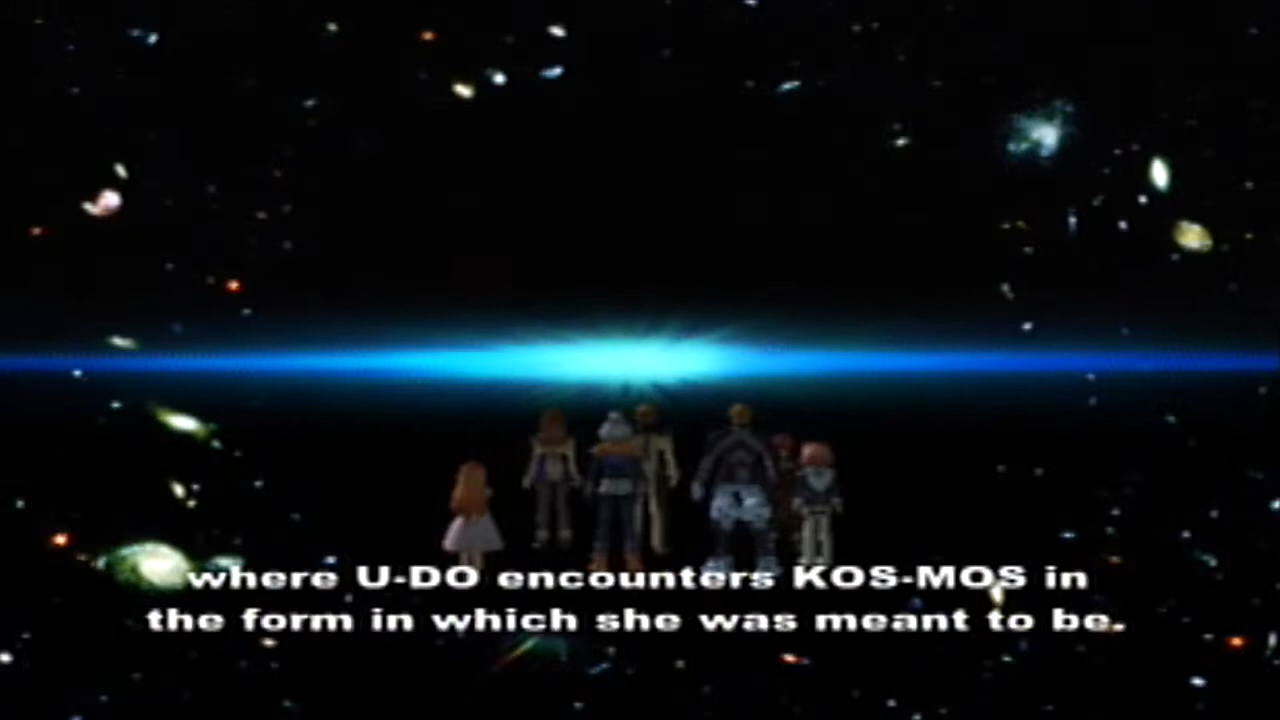 where U-DO encounters KOS-MOS in
the form in which she was meant to be.